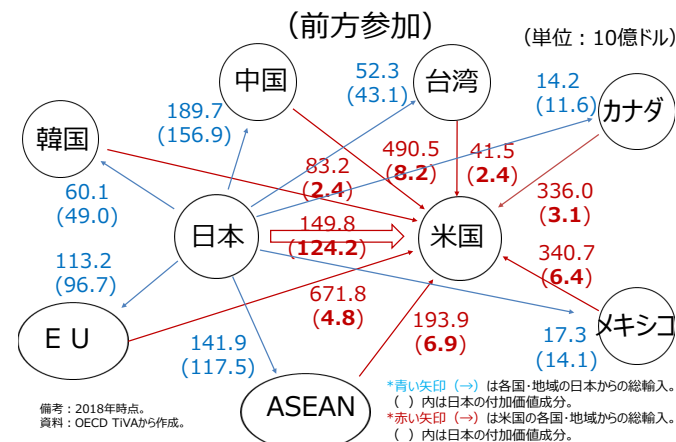 (前方参加)
(単位:10億ドル)
中国
52.3
(43.1)
台湾
14.2
(11.6)
カナダ
189.7
(156.9)
韓国
83.2
(2.4)
490.5
(8.2)
41.5
(2.4)
60.1
(49.0)
336.0
(3.1)
日本
149.8
(124.2)
米国
113.2
(96.7)
340.7
(6.4)
EU
671.8
(4.8)
193.9
(6.9)
メキシコ
17.3
(14.1)
141.9
(117.5)
ASEAN
備考:2018年時点。
資料:OECD TiVAから作成。
*青い矢印(→)は各国・地域の日本からの総輸入。
( )内は日本の付加価値成分。
*赤い矢印(→)は米国の各国・地域からの総輸入。
( )内は日本の付加価値成分。